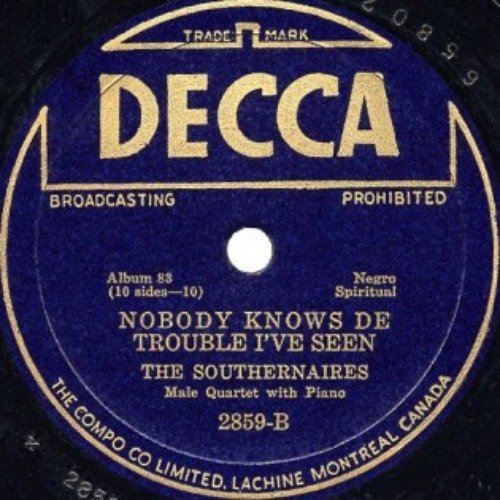 TRADE MARK
DECCA
BROADCASTING PROHIBITED
Album 83
(10 sides—10)
Negro
Spiritual
NOBODY KNOWS DE
TROUBLE I'VE SEEN
THE SOUTHERNAIRES
Male Quartet with Piano
2859-B
THE COMPO CO LIMITED, LACHINE MONTREAL CANADA
65802